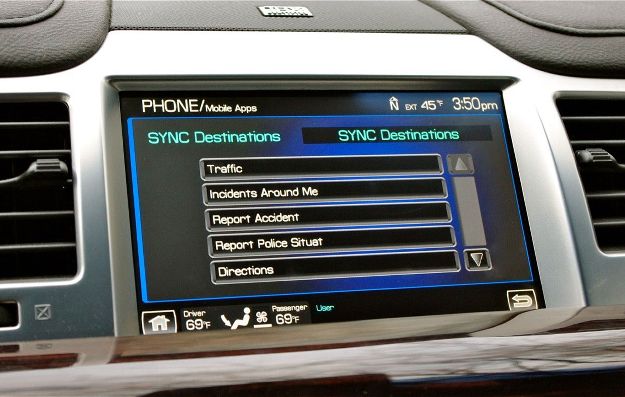 PHONE/Mobile Apps
N EXT 45°F 3:50pm
SYNC Destinations
SYNC Destinations
Traffic
Incidents Around Me
Report Accident
Report Police Situat
Directions
Driver
69°F
Passenger
69°F
User